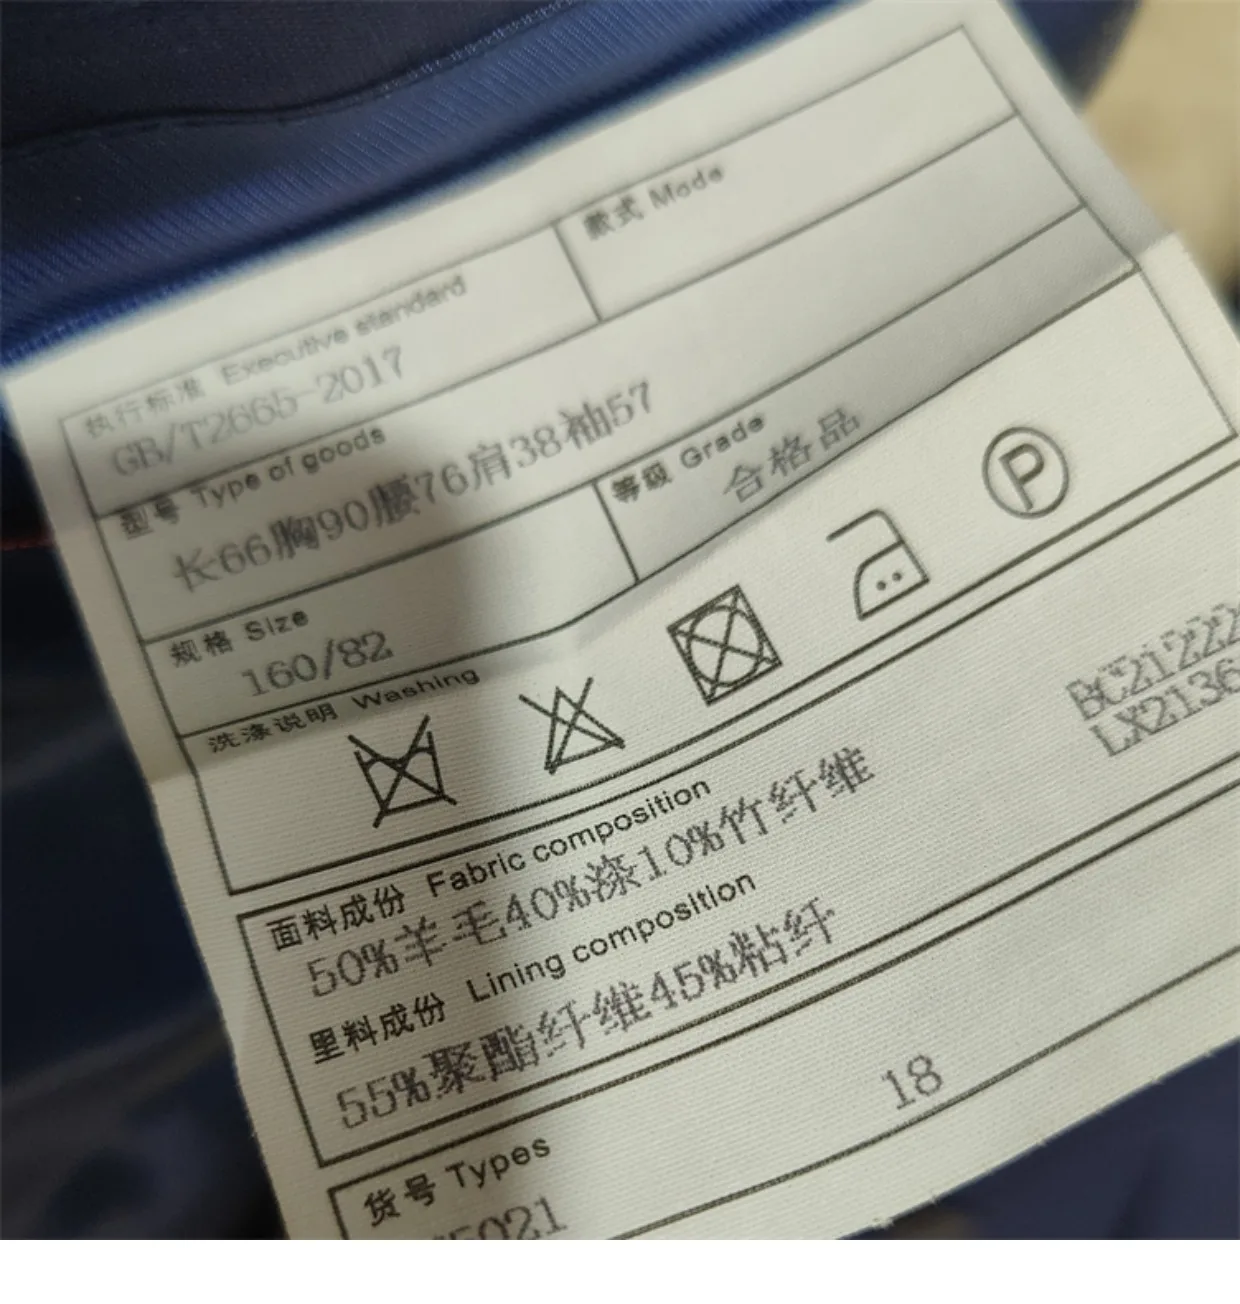 款式 Mode
执行标准 Executive standard
GB/T2665-2017
型号 Type of goods
长66胸90腰76肩38袖57
等级 Grade
合格品
规格 Size
160/82
洗涤说明 Washing
P
BC21222
LX2136
面料成份 Fabric composition
50%羊毛40%涤10%竹纤维
里料成份 Lining composition
55%聚酯纤维45%粘纤
18
货号 Types
5021